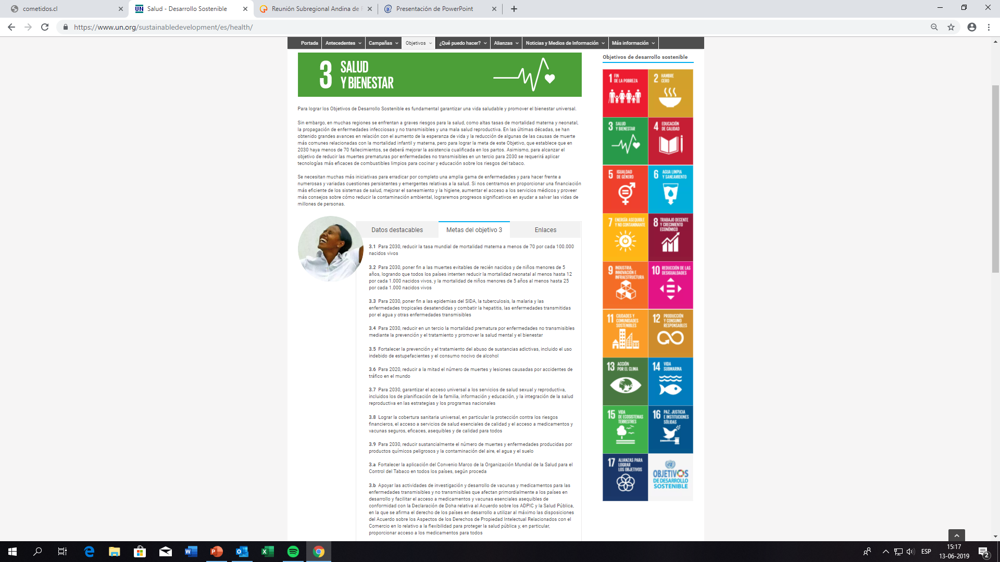 cometidos.cl
UN Salud - Desarrollo Sostenible
Reunión Subregional Andina de
Presentación de PowerPoint
https://www.un.org/sustainabledevelopment/es/health/
Portada Antecedentes Campañas Objetivos ¿Qué puedo hacer? Alianzas Noticias y Medios de Información Más información
3 SALUD
Y BIENESTAR
Para lograr los Objetivos de Desarrollo Sostenible es fundamental garantizar una vida saludable y promover el bienestar universal.
Sin embargo, en muchas regiones se enfrentan a graves riesgos para la salud, como altas tasas de mortalidad materna y neonatal,
la propagación de enfermedades infecciosas y no transmisibles y una mala salud reproductiva. En las últimas décadas, se han
obtenido grandes avances en relación con el aumento de la esperanza de vida y la reducción de algunas de las causas de muerte
más comunes relacionadas con la mortalidad infantil y materna, pero para lograr la meta de este Objetivo, que establece que en
2030 haya menos de 70 fallecimientos, se deberá mejorar la asistencia cualificada en los partos. Asimismo, para alcanzar el
objetivo de reducir las muertes prematuras por enfermedades no transmisibles en un tercio para 2030 se requerirá aplicar
tecnologías más eficaces de combustibles limpios para cocinar y educación sobre los riesgos del tabaco.
Se necesitan muchas más iniciativas para erradicar por completo una amplia gama de enfermedades y para hacer frente a
numerosas y variadas cuestiones persistentes y emergentes relativas a la salud. Si nos centramos en proporcionar una financiación
más eficiente de los sistemas de salud, mejorar el saneamiento y la higiene, aumentar el acceso a los servicios médicos y proveer
más consejos sobre cómo reducir la contaminación ambiental, lograremos progresos significativos en ayudar a salvar las vidas de
millones de personas.
Datos destacables Metas del objetivo 3 Enlaces
3.1 Para 2030, reducir la tasa mundial de mortalidad materna a menos de 70 por cada 100.000
nacidos vivos
3.2 Para 2030, poner fin a las muertes evitables de recién nacidos y de niños menores de 5
años, logrando que todos los países intenten reducir la mortalidad neonatal al menos hasta 12
por cada 1.000 nacidos vivos, y la mortalidad de niños menores de 5 años al menos hasta 25
por cada 1.000 nacidos vivos
3.3 Para 2030, poner fin a las epidemias del SIDA, la tuberculosis, la malaria y las
enfermedades tropicales desatendidas y combatir la hepatitis, las enfermedades transmitidas
por el agua y otras enfermedades transmisibles
3.4 Para 2030, reducir en un tercio la mortalidad prematura por enfermedades no transmisibles
mediante la prevención y el tratamiento y promover la salud mental y el bienestar
3.5 Fortalecer la prevención y el tratamiento del abuso de sustancias adictivas, incluido el uso
indebido de estupefacientes y el consumo nocivo de alcohol
3.6 Para 2020, reducir a la mitad el número de muertes y lesiones causadas por accidentes de
tráfico en el mundo
3.7 Para 2030, garantizar el acceso universal a los servicios de salud sexual y reproductiva,
incluidos los de planificación de la familia, información y educación, y la integración de la salud
reproductiva en las estrategias y los programas nacionales
3.8 Lograr la cobertura sanitaria universal, en particular la protección contra los riesgos
financieros, el acceso a servicios de salud esenciales de calidad y el acceso a medicamentos y
vacunas seguros, eficaces, asequibles y de calidad para todos
3.9 Para 2030, reducir sustancialmente el número de muertes y enfermedades producidas por
productos químicos peligrosos y la contaminación del aire, el agua y el suelo
3.a Fortalecer la aplicación del Convenio Marco de la Organización Mundial de la Salud para el
Control del Tabaco en todos los países, según proceda
3.b Apoyar las actividades de investigación y desarrollo de vacunas y medicamentos para las
enfermedades transmisibles y no transmisibles que afectan primordialmente a los países en
desarrollo y facilitar el acceso a medicamentos y vacunas esenciales asequibles de
conformidad con la Declaración de Doha relativa al Acuerdo sobre los ADPIC y la Salud Pública,
en la que se afirma el derecho de los países en desarrollo a utilizar al máximo las disposiciones
del Acuerdo sobre los Aspectos de los Derechos de Propiedad Intelectual Relacionados con el
Comercio en lo relativo a la flexibilidad para proteger la salud pública y, en particular,
proporcionar acceso a los medicamentos para todos
Objetivos de desarrollo sostenible
1 FIN
DE LA POBREZA
2 HAMBRE
CERO
3 SALUD
Y BIENESTAR
4 EDUCACIÓN
DE CALIDAD
5 IGUALDAD
DE GÉNERO
6 AGUA LIMPIA
Y SANEAMIENTO
7 ENERGÍA ASEQUIBLE
Y NO CONTAMINANTE
8 TRABAJO DECENTE
Y CRECIMIENTO
ECONÓMICO
9 INDUSTRIA,
INNOVACIÓN E
INFRAESTRUCTURA
10 REDUCCIÓN DE LAS
DESIGUALDADES
11 CIUDADES Y
COMUNIDADES
SOSTENIBLES
12 PRODUCCIÓN
Y CONSUMO
RESPONSABLES
13 ACCIÓN
POR EL CLIMA
14 VIDA
SUBMARINA
15 VIDA
DE ECOSISTEMAS
TERRESTRES
16 PAZ, JUSTICIA
E INSTITUCIONES
SÓLIDAS
17 ALIANZAS PARA
LOGRAR
LOS OBJETIVOS
OBJETIVOS
DE DESARROLLO
SOSTENIBLE
ESP
15:17
13-06-2019
2